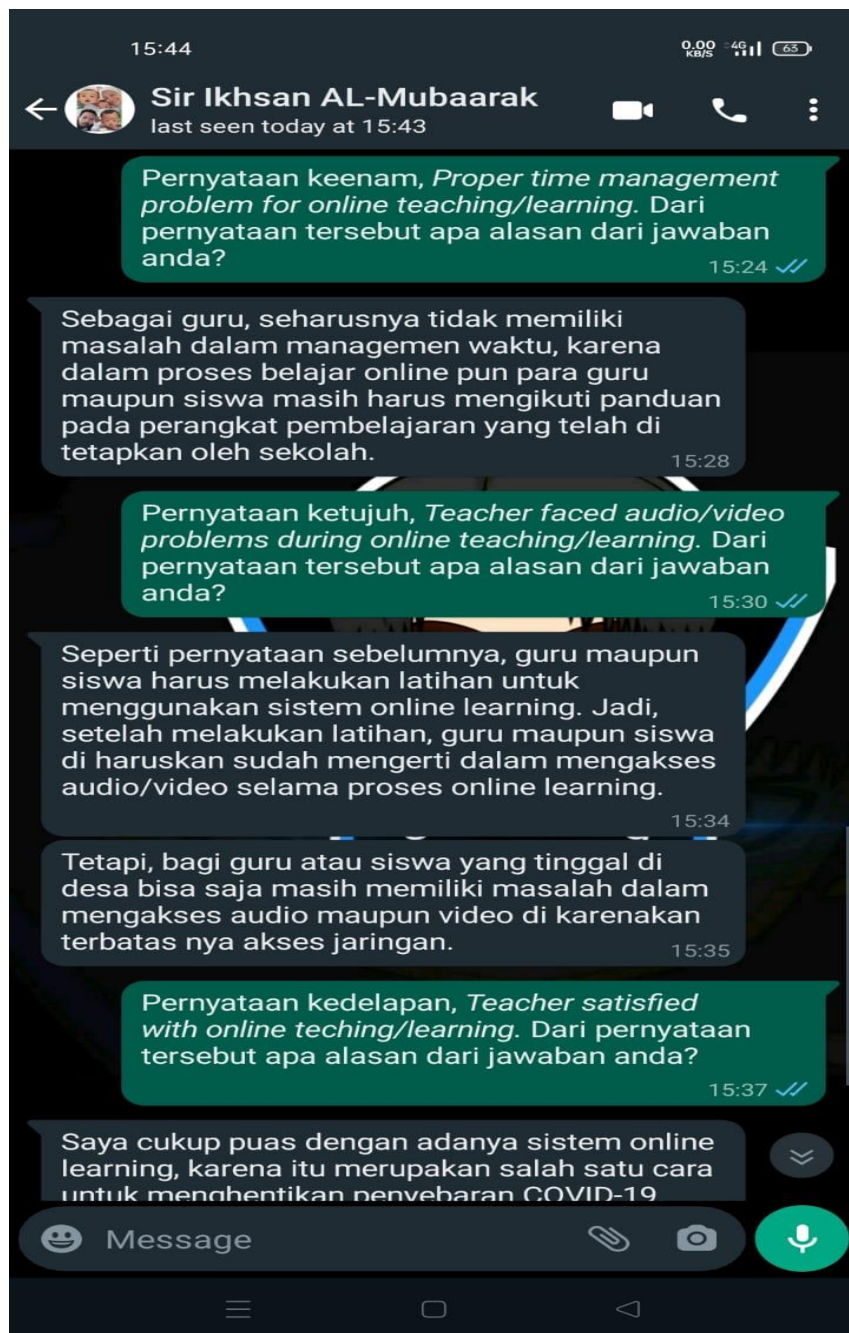 15:44
0.00 KB/S 4G 63
Sir Ikhsan AL-Mubaarak
last seen today at 15:43
Pernyataan keenam, Proper time management
problem for online teaching/learning. Dari
pernyataan tersebut apa alasan dari jawaban
anda?
15:24
Sebagai guru, seharusnya tidak memiliki
masalah dalam managemen waktu, karena
dalam proses belajar online pun para guru
maupun siswa masih harus mengikuti panduan
pada perangkat pembelajaran yang telah di
tetapkan oleh sekolah.
15:28
Pernyataan ketujuh, Teacher faced audio/video
problems during online teaching/learning. Dari
pernyataan tersebut apa alasan dari jawaban
anda?
15:30
Seperti pernyataan sebelumnya, guru maupun
siswa harus melakukan latihan untuk
menggunakan sistem online learning. Jadi,
setelah melakukan latihan, guru maupun siswa
di haruskan sudah mengerti dalam mengakses
audio/video selama proses online learning.
15:34
Tetapi, bagi guru atau siswa yang tinggal di
desa bisa saja masih memiliki masalah dalam
mengakses audio maupun video di karenakan
terbatas nya akses jaringan.
15:35
Pernyataan kedelapan, Teacher satisfied
with online teching/learning. Dari pernyataan
tersebut apa alasan dari jawaban anda?
15:37
Saya cukup puas dengan adanya sistem online
learning, karena itu merupakan salah satu cara
untuk menghentikan penyebaran COVID-19
Message